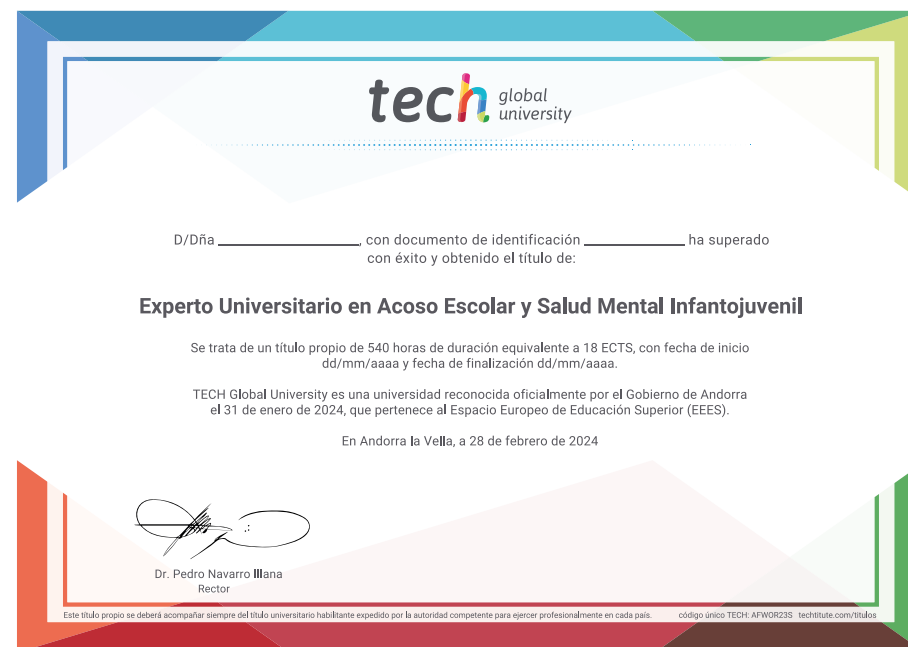 tech global university
D/Dña ____________________, con documento de identificación ______________ ha superado
con éxito y obtenido el título de:
Experto Universitario en Acoso Escolar y Salud Mental Infantojuvenil
Se trata de un título propio de 540 horas de duración equivalente a 18 ECTS, con fecha de inicio
dd/mm/aaaa y fecha de finalización dd/mm/aaaa.
TECH Global University es una universidad reconocida oficialmente por el Gobierno de Andorra
el 31 de enero de 2024, que pertenece al Espacio Europeo de Educación Superior (EEES).
En Andorra la Vella, a 28 de febrero de 2024
Dr. Pedro Navarro Illana
Rector
Este título propio se deberá acompañar siempre del título universitario habilitante expedido por la autoridad competente para ejercer profesionalmente en cada país. código único TECH: AFWOR23S techtitute.com/titulos